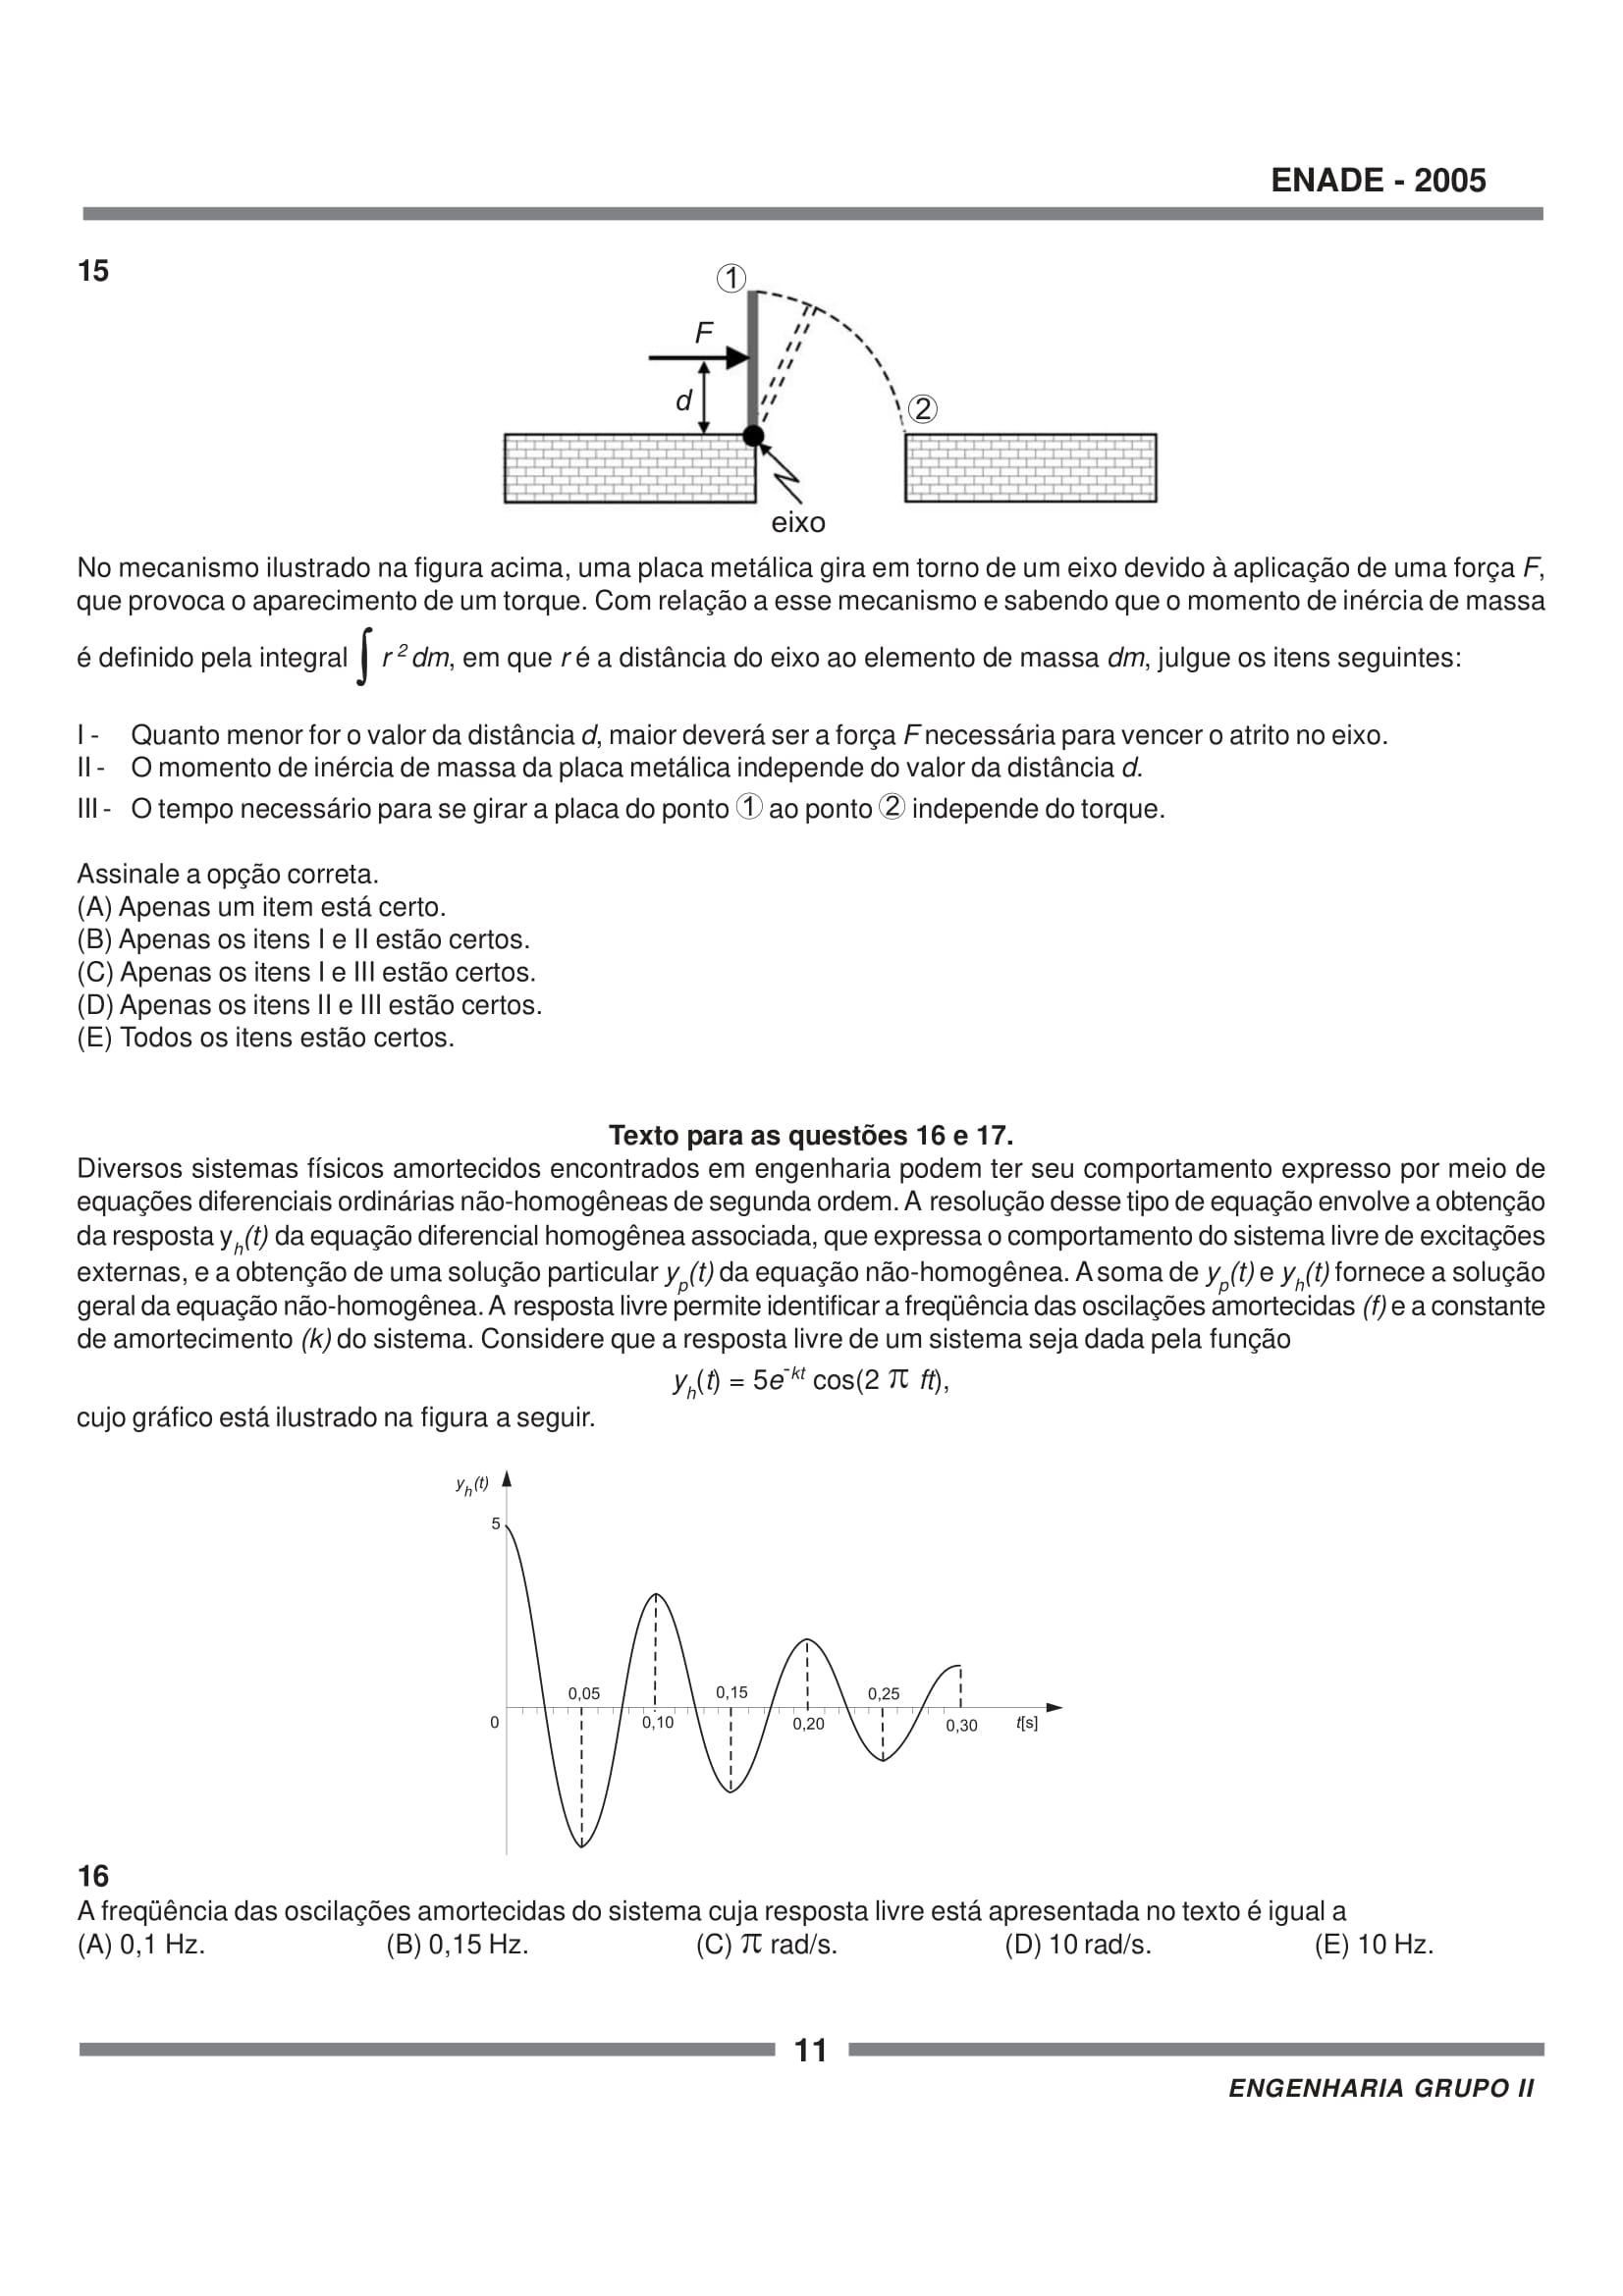 ENADE - 2005
15
①
F
d
②
eixo
No mecanismo ilustrado na figura acima, uma placa metálica gira em torno de um eixo devido à aplicação de uma força F,
que provoca o aparecimento de um torque. Com relação a esse mecanismo e sabendo que o momento de inércia de massa
é definido pela integral ∫ r² dm, em que r é a distância do eixo ao elemento de massa dm, julgue os itens seguintes:
I - Quanto menor for o valor da distância d, maior deverá ser a força F necessária para vencer o atrito no eixo.
II - O momento de inércia de massa da placa metálica independe do valor da distância d.
III - O tempo necessário para se girar a placa do ponto ① ao ponto ② independe do torque.
Assinale a opção correta.
(A) Apenas um item está certo.
(B) Apenas os itens I e II estão certos.
(C) Apenas os itens I e III estão certos.
(D) Apenas os itens II e III estão certos.
(E) Todos os itens estão certos.
Texto para as questões 16 e 17.
Diversos sistemas físicos amortecidos encontrados em engenharia podem ter seu comportamento expresso por meio de
equações diferenciais ordinárias não-homogêneas de segunda ordem. A resolução desse tipo de equação envolve a obtenção
da resposta yₕ(t) da equação diferencial homogênea associada, que expressa o comportamento do sistema livre de excitações
externas, e a obtenção de uma solução particular yₚ(t) da equação não-homogênea. A soma de yₚ(t) e yₕ(t) fornece a solução
geral da equação não-homogênea. A resposta livre permite identificar a freqüência das oscilações amortecidas (f) e a constante
de amortecimento (k) do sistema. Considere que a resposta livre de um sistema seja dada pela função
yₕ(t) = 5e⁻ᵏᵗ cos(2 π ft),
cujo gráfico está ilustrado na figura a seguir.
yₕ(t)
5
0,05 0,15 0,25
0 0,10 0,20 0,30 t[s]
16
A freqüência das oscilações amortecidas do sistema cuja resposta livre está apresentada no texto é igual a
(A) 0,1 Hz. (B) 0,15 Hz. (C) π rad/s. (D) 10 rad/s. (E) 10 Hz.
11
ENGENHARIA GRUPO II